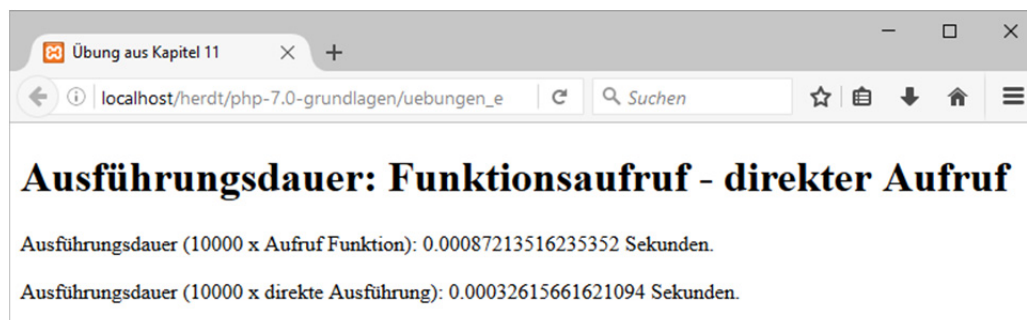 Übung aus Kapitel 11
localhost/herdt/php-7.0-grundlagen/uebungen_e
Suchen
Ausführungsdauer: Funktionsaufruf - direkter Aufruf
Ausführungsdauer (10000 x Aufruf Funktion): 0.00087213516235352 Sekunden.
Ausführungsdauer (10000 x direkte Ausführung): 0.00032615661621094 Sekunden.